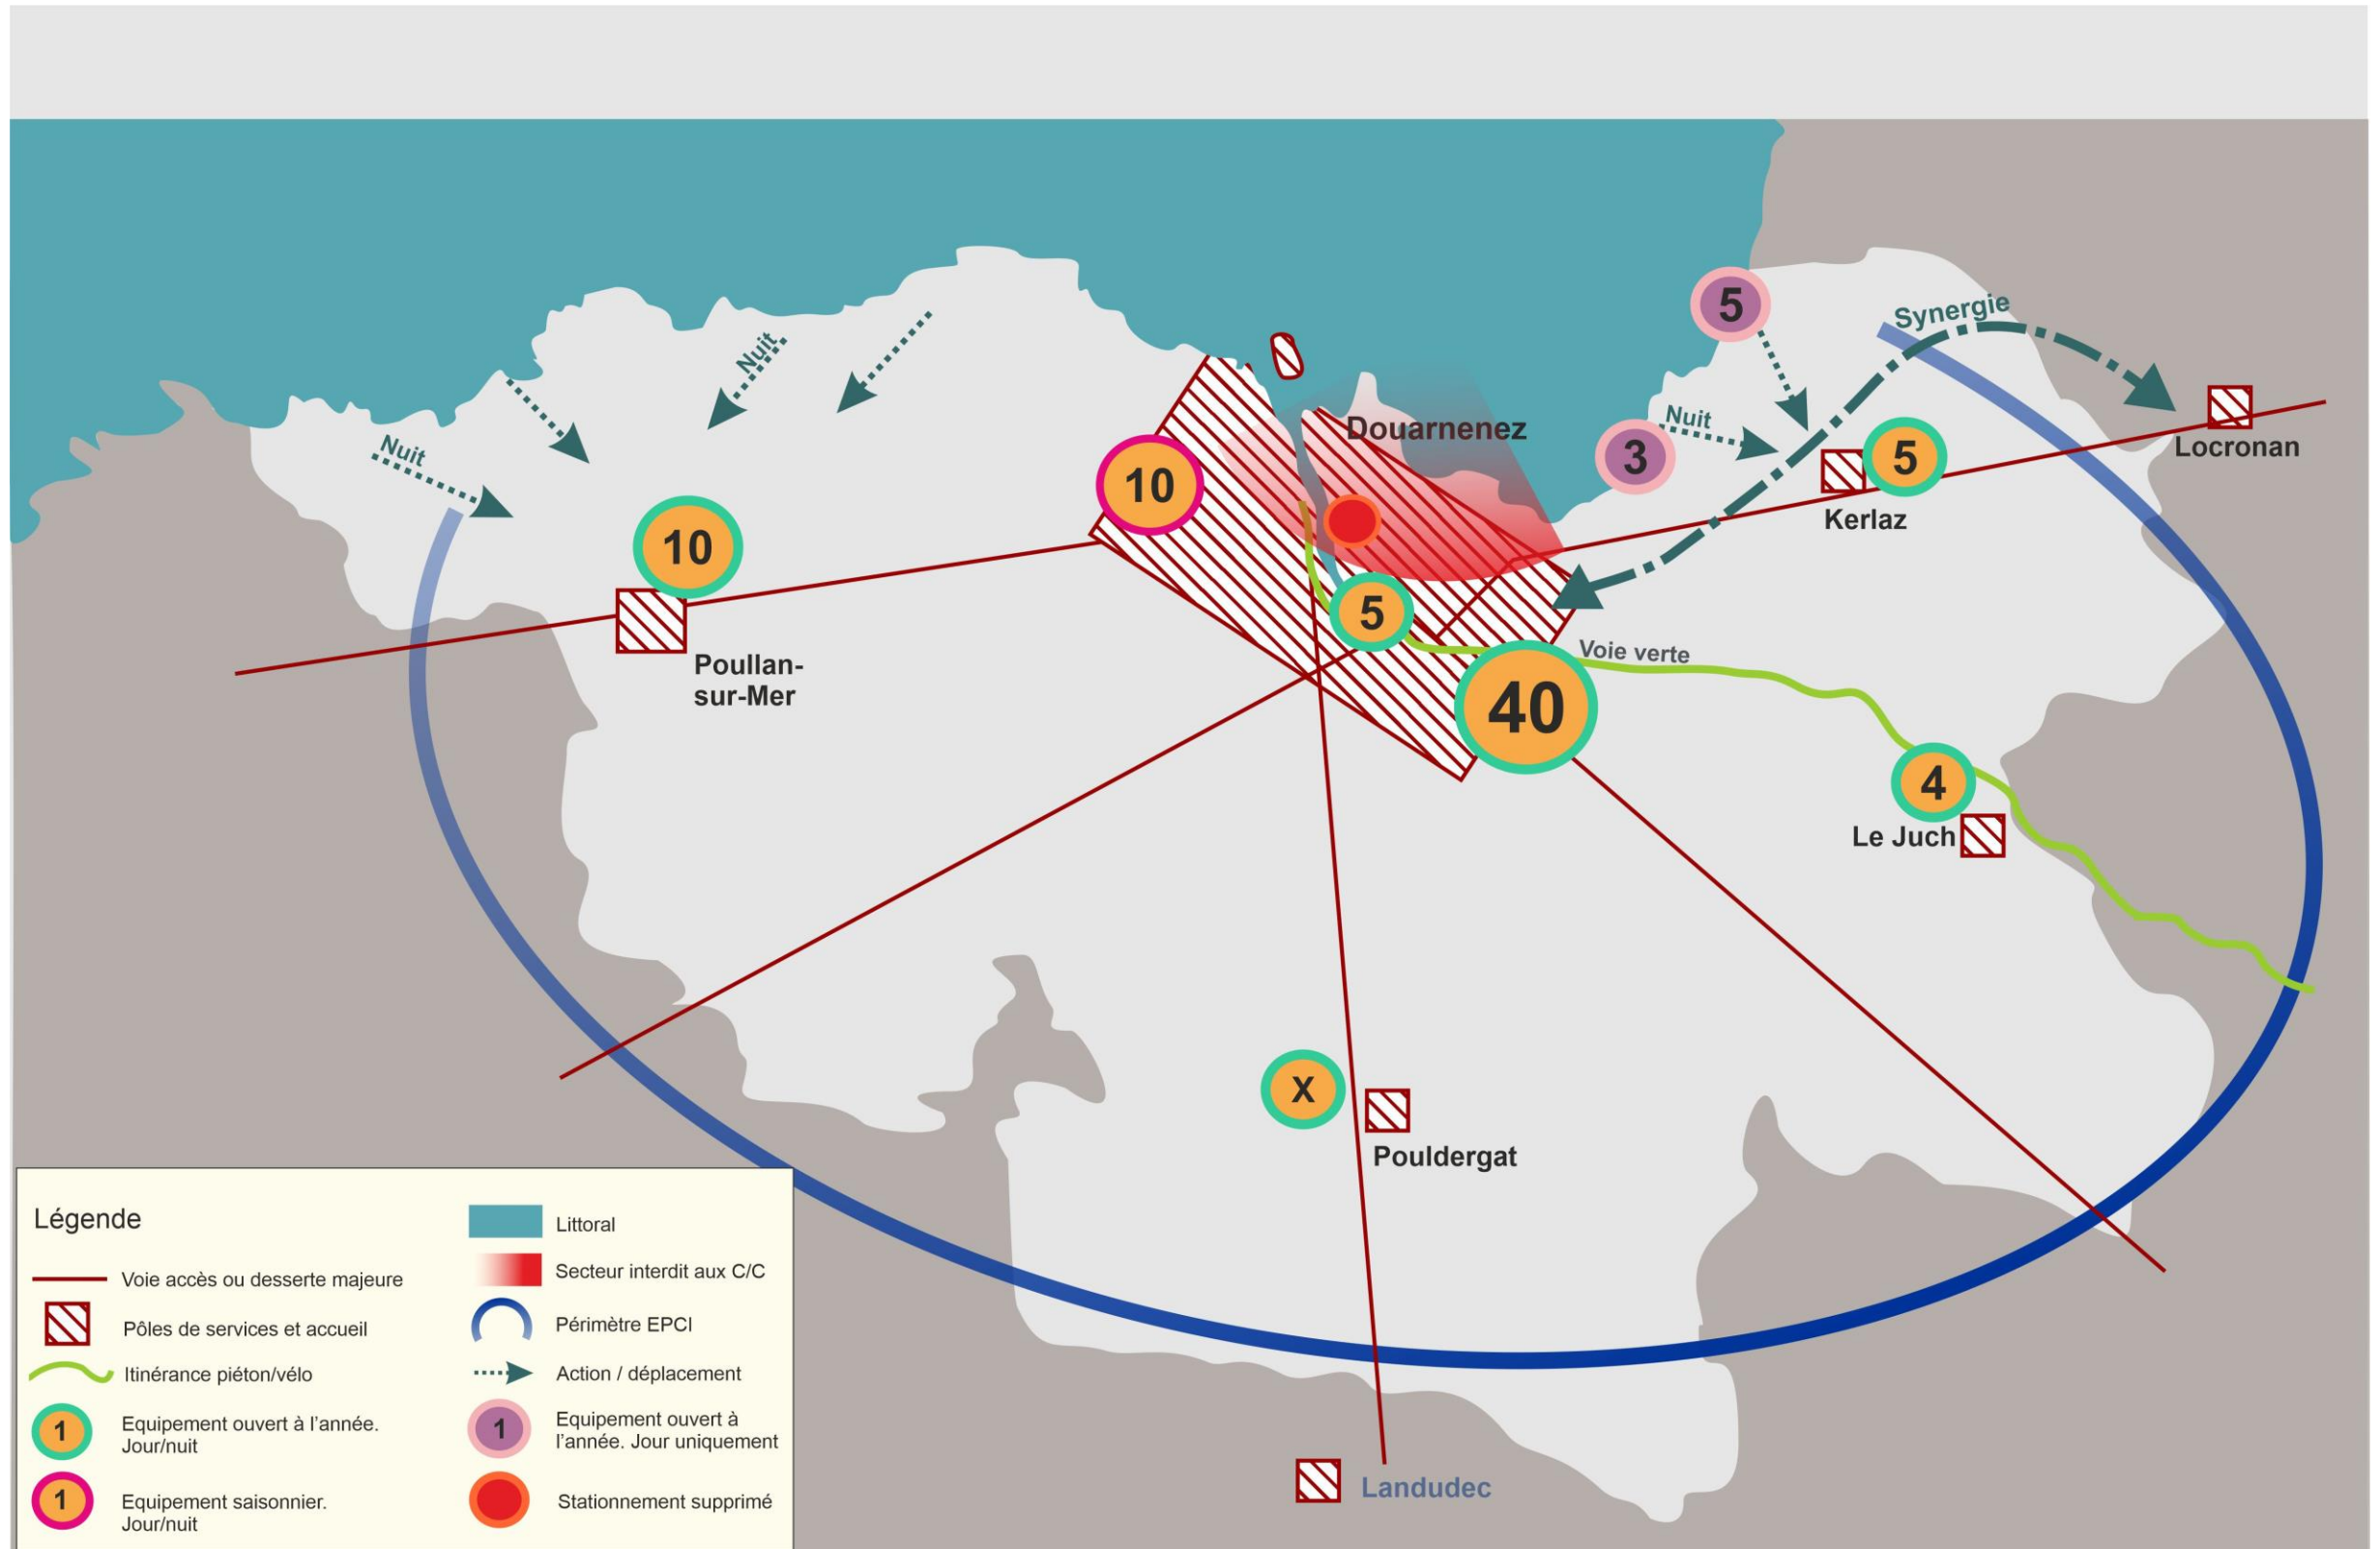 5
Synergie
Nuit
Locronan
Nuit
Douarnenez
Nuit
3
5
10
Kerlaz
10
5
Voie verte
Poullan-
sur-Mer
40
4
Le Juch
X
Pouldergat
Landudec
Légende
Voie accès ou desserte majeure
Pôles de services et accueil
Itinérance piéton/vélo
1
Equipement ouvert à l'année.
Jour/nuit
1
Equipement saisonnier.
Jour/nuit
Littoral
Secteur interdit aux C/C
Périmètre EPCI
Action / déplacement
1
Equipement ouvert à
l'année. Jour uniquement
Stationnement supprimé